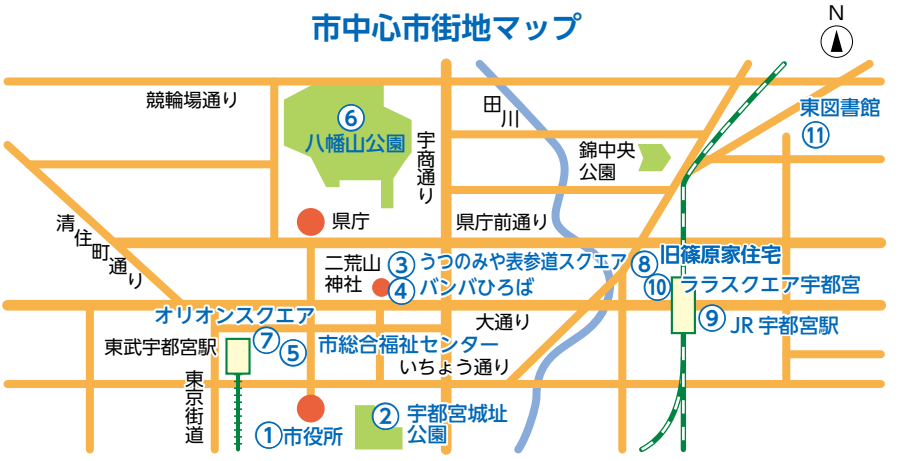 市中心市街地マップ
N
競輪場通り
⑥
八幡山公園
宇商通り
田川
東図書館
⑪
錦中央
公園
清住町通り
県庁
県庁前通り
二荒山
神社
③うつのみや表参道スクエア
④バンバひろば
⑧旧篠原家住宅
⑩ララスクエア宇都宮
オリオンスクエア
⑦
⑤市総合福祉センター
大通り
⑨JR宇都宮駅
東武宇都宮駅
いちょう通り
東京街道
①市役所
②宇都宮城址
公園